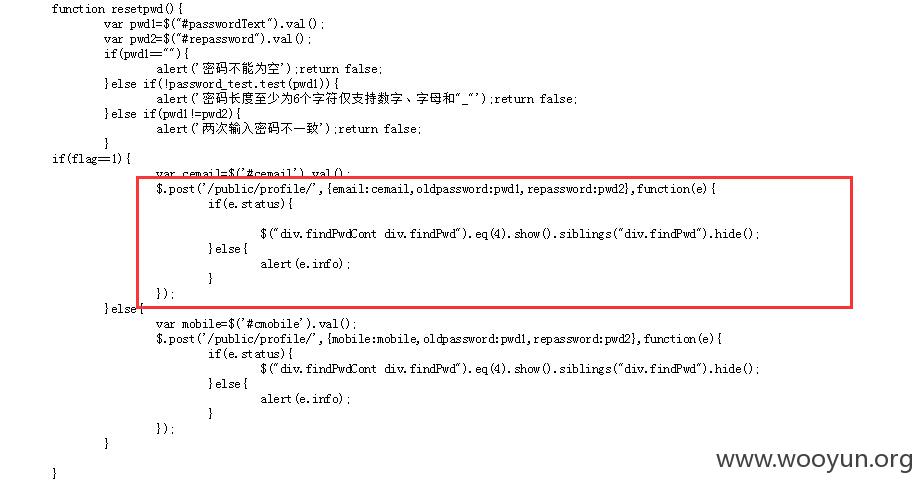 function resetpwd(){
var pwd1=$("#passwordText").val();
var pwd2=$("#repassword").val();
if(pwd1==""){
alert('密码不能为空');return false;
}else if(!password_test.test(pwd1)){
alert('密码长度至少为6个字符仅支持数字、字母和"_"');return false;
}else if(pwd1!=pwd2){
alert('两次输入密码不一致');return false;
}
if(flag==1){
var cemail=$('#cemail').val();
$.post('/public/profile/',{email:cemail,oldpassword:pwd1,repassword:pwd2},function(e){
if(e.status){
$("div.findPwdCont div.findPwd").eq(4).show().siblings("div.findPwd").hide();
}else{
alert(e.info);
}
});
}else{
var mobile=$('#cmobile').val();
$.post('/public/profile/',{mobile:mobile,oldpassword:pwd1,repassword:pwd2},function(e){
if(e.status){
$("div.findPwdCont div.findPwd").eq(4).show().siblings("div.findPwd").hide();
}else{
alert(e.info);
}
});
}
}
www.wooyun.org